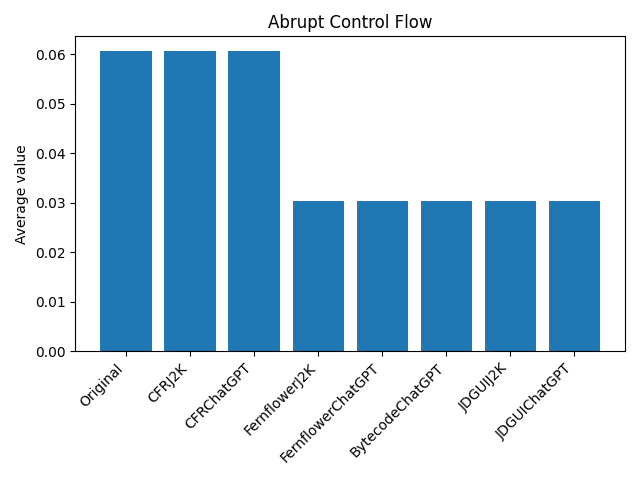 Abrupt Control Flow
Average value
0.06
0.05
0.04
0.03
0.02
0.01
0.00
Original
CFRJ2K
CFRChatGPT
FernflowerJ2K
FernflowerChatGPT
BytecodeChatGPT
JDGUIJ2K
JDGUIChatGPT